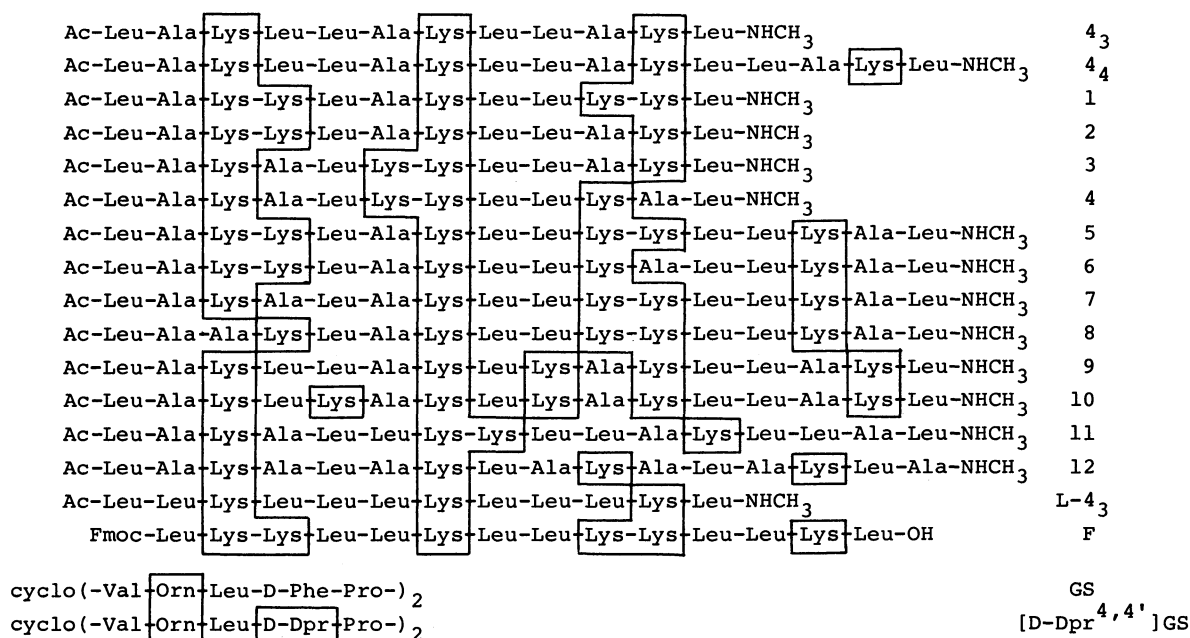 Ac-Leu-Ala-Lys-Leu-Leu-Ala-Lys-Leu-Leu-Ala-Lys-Leu-NHCH3 4₃
Ac-Leu-Ala-Lys-Leu-Leu-Ala-Lys-Leu-Leu-Ala-Lys-Leu-Leu-Ala-Lys-Leu-NHCH3 4₄
Ac-Leu-Ala-Lys-Lys-Leu-Ala-Lys-Leu-Leu-Lys-Lys-Leu-NHCH3 1
Ac-Leu-Ala-Lys-Lys-Leu-Ala-Lys-Leu-Leu-Ala-Lys-Leu-NHCH3 2
Ac-Leu-Ala-Lys-Ala-Leu-Lys-Lys-Leu-Leu-Ala-Lys-Leu-NHCH3 3
Ac-Leu-Ala-Lys-Ala-Leu-Lys-Lys-Leu-Leu-Lys-Ala-Leu-NHCH3 4
Ac-Leu-Ala-Lys-Lys-Leu-Ala-Lys-Leu-Leu-Lys-Lys-Leu-Leu-Lys-Ala-Leu-NHCH3 5
Ac-Leu-Ala-Lys-Lys-Leu-Ala-Lys-Leu-Leu-Lys-Ala-Leu-Leu-Lys-Ala-Leu-NHCH3 6
Ac-Leu-Ala-Lys-Ala-Leu-Ala-Lys-Leu-Leu-Lys-Lys-Leu-Leu-Lys-Ala-Leu-NHCH3 7
Ac-Leu-Ala-Ala-Lys-Leu-Ala-Lys-Leu-Leu-Lys-Lys-Leu-Leu-Lys-Ala-Leu-NHCH3 8
Ac-Leu-Ala-Lys-Leu-Leu-Ala-Lys-Leu-Lys-Ala-Lys-Leu-Leu-Ala-Lys-Leu-NHCH3 9
Ac-Leu-Ala-Lys-Leu-Lys-Ala-Lys-Leu-Lys-Ala-Lys-Leu-Leu-Ala-Lys-Leu-NHCH3 10
Ac-Leu-Ala-Lys-Ala-Leu-Leu-Lys-Lys-Leu-Leu-Ala-Lys-Leu-Leu-Ala-Leu-NHCH3 11
Ac-Leu-Ala-Lys-Ala-Leu-Ala-Lys-Leu-Ala-Lys-Ala-Leu-Ala-Lys-Leu-Ala-NHCH3 12
Ac-Leu-Leu-Lys-Leu-Leu-Leu-Lys-Leu-Leu-Leu-Lys-Leu-NHCH3 L-4₃
Fmoc-Leu-Lys-Lys-Leu-Leu-Lys-Leu-Leu-Lys-Lys-Leu-Leu-Lys-Leu-OH F
cyclo(-Val-Orn-Leu-D-Phe-Pro-)2 GS
cyclo(-Val-Orn-Leu-D-Dpr-Pro-)2 [D-Dpr4,4']GS